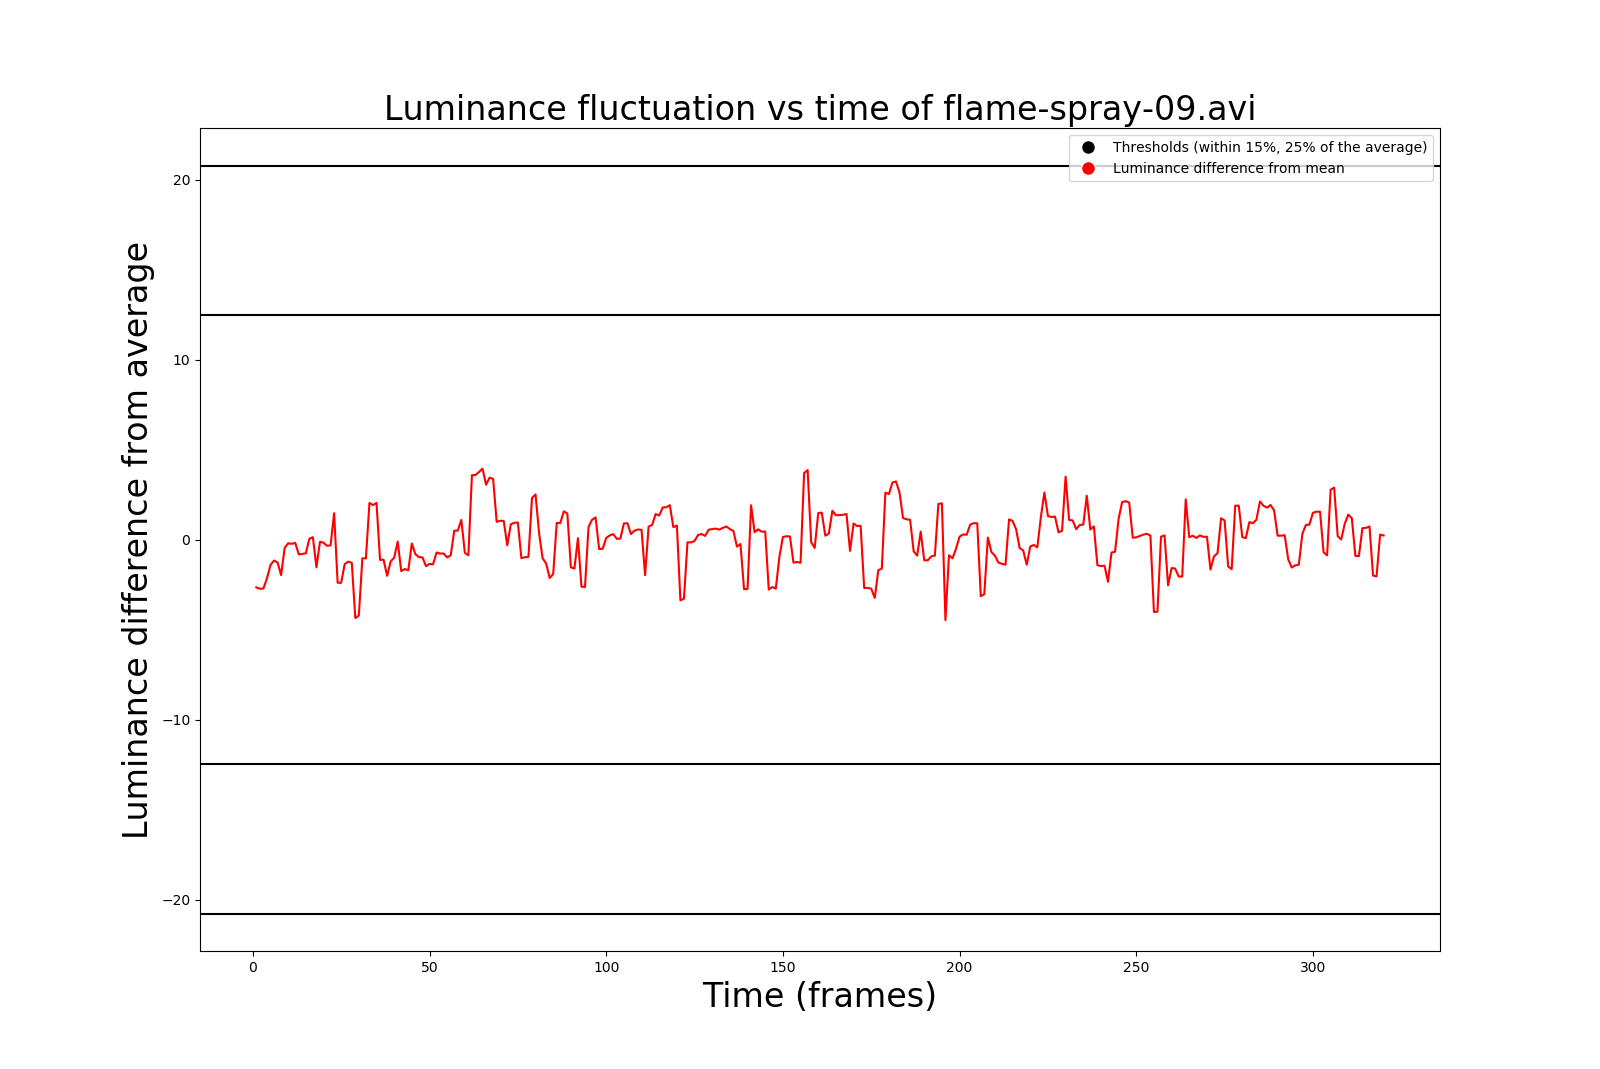 Luminance fluctuation vs time of flame-spray-09.avi
Thresholds (within 15%, 25% of the average)
Luminance difference from mean
Luminance difference from average
20
10
0
−10
−20
0 50 100 150 200 250 300
Time (frames)